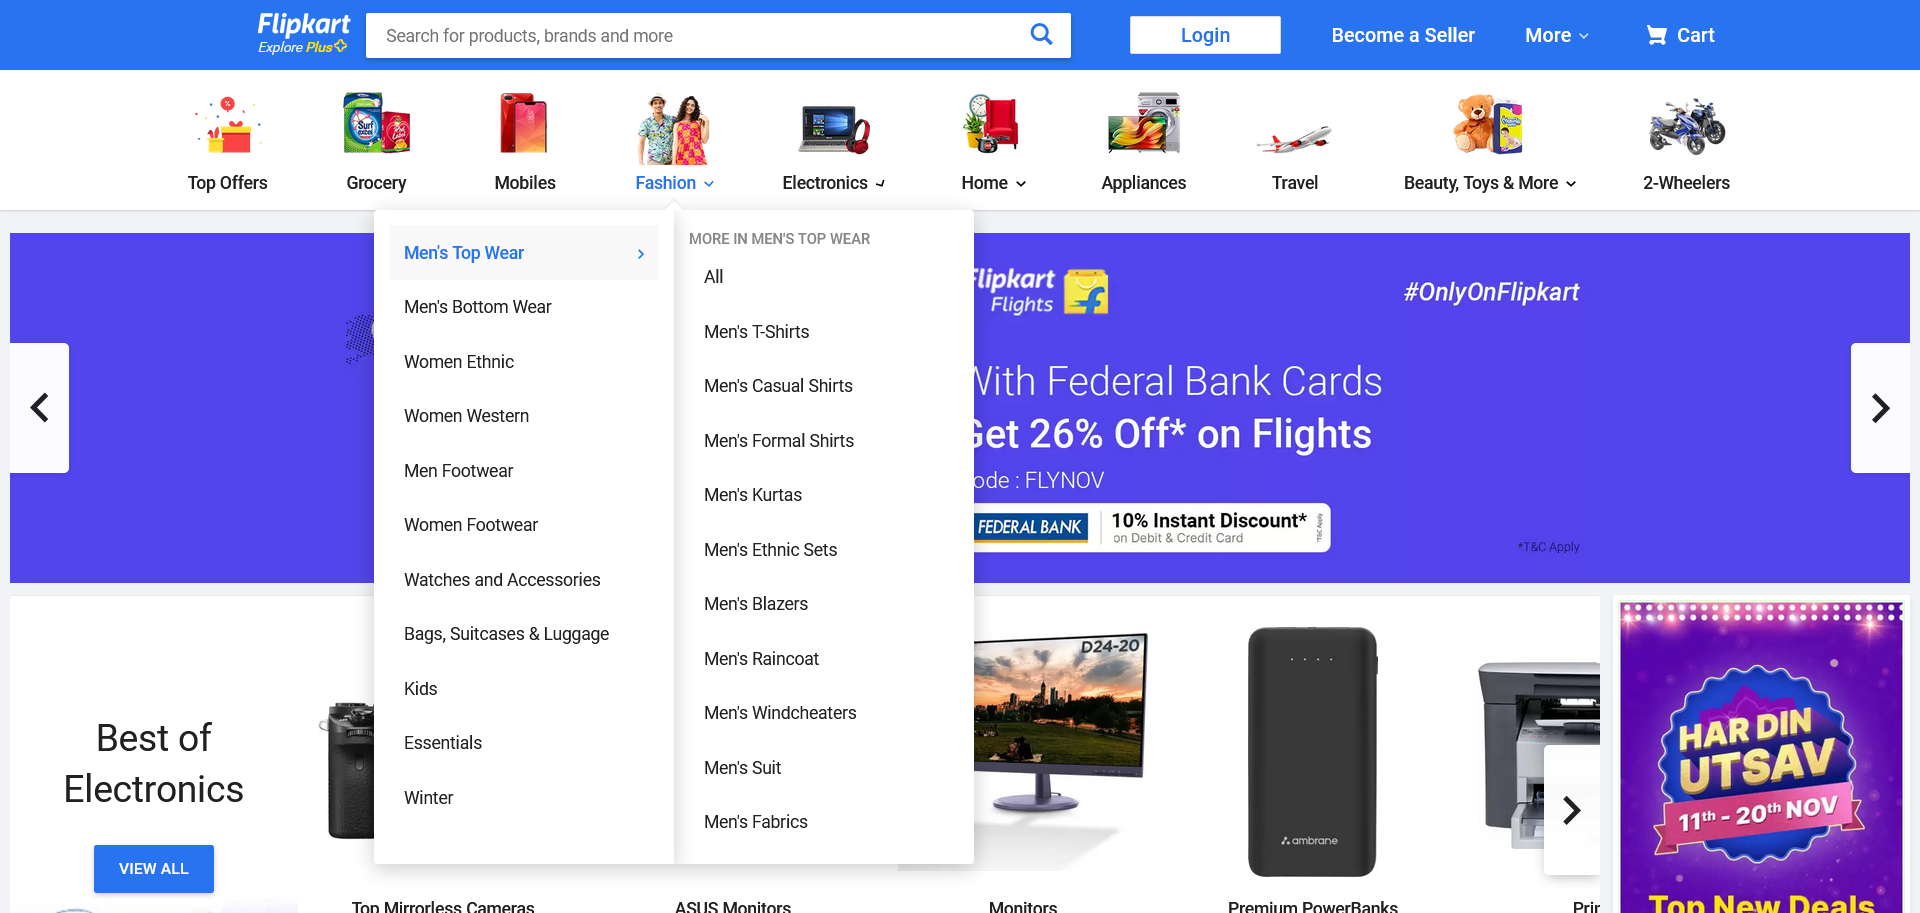 Flipkart
Explore Plus
Search for products, brands and more
Login
Become a Seller
More
Cart
Top Offers
Grocery
Mobiles
Fashion
Electronics
Home
Appliances
Travel
Beauty, Toys & More
2-Wheelers
Men's Top Wear
Men's Bottom Wear
Women Ethnic
Women Western
Men Footwear
Women Footwear
Watches and Accessories
Bags, Suitcases & Luggage
Kids
Essentials
Winter
MORE IN MEN'S TOP WEAR
All
Men's T-Shirts
Men's Casual Shirts
Men's Formal Shirts
Men's Kurtas
Men's Ethnic Sets
Men's Blazers
Men's Raincoat
Men's Windcheaters
Men's Suit
Men's Fabrics
Flipkart
Flights
#OnlyOnFlipkart
With Federal Bank Cards
Get 26% Off* on Flights
ode : FLYNOV
FEDERAL BANK
10% Instant Discount*
on Debit & Credit Card
*T&C Apply
*T&C Apply
Best of
Electronics
VIEW ALL
D24-20
ambrane
HAR DIN
UTSAV
11th - 20th NOV
Top New Deals
Top Mirrorless Cameras
ASUS Monitors
Monitors
Premium PowerBanks
Prin